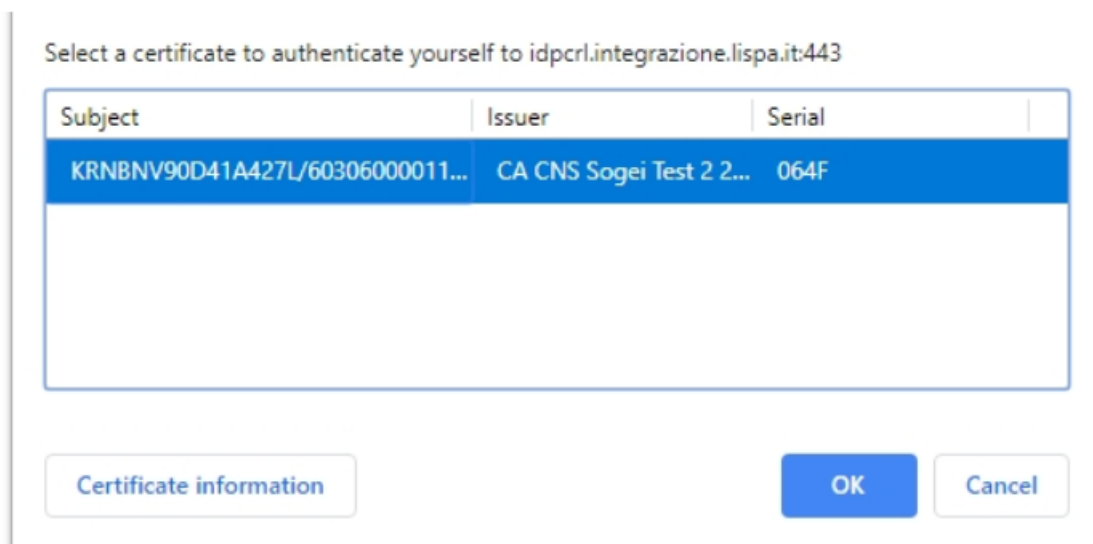 Select a certificate to authenticate yourself to idpcrl.integrazione.lispa.it:443
Subject Issuer Serial
KRNBNV90D41A427L/60306000011... CA CNS Sogei Test 2 2... 064F
Certificate information OK Cancel